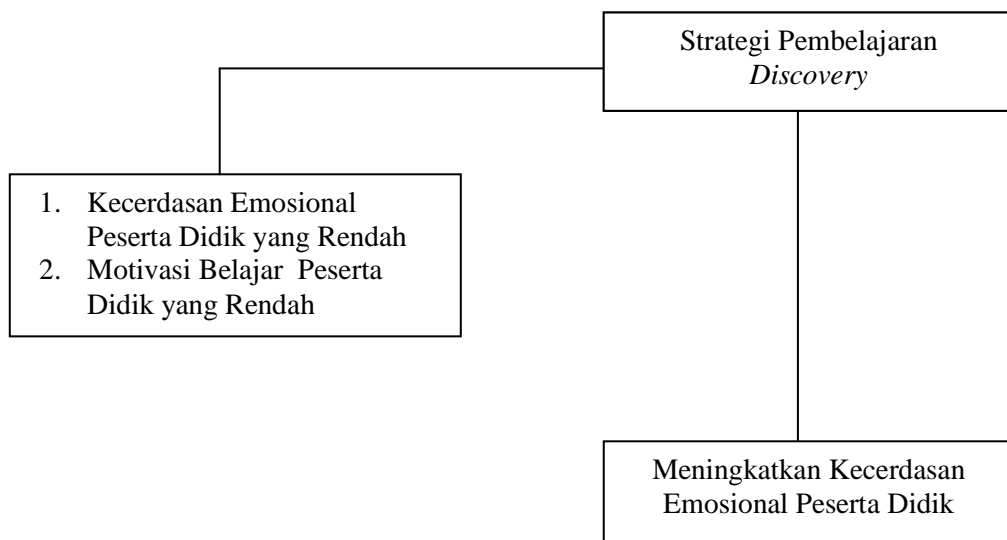 Strategi Pembelajaran
Discovery
1. Kecerdasan Emosional
Peserta Didik yang Rendah
2. Motivasi Belajar Peserta
Didik yang Rendah
Meningkatkan Kecerdasan
Emosional Peserta Didik